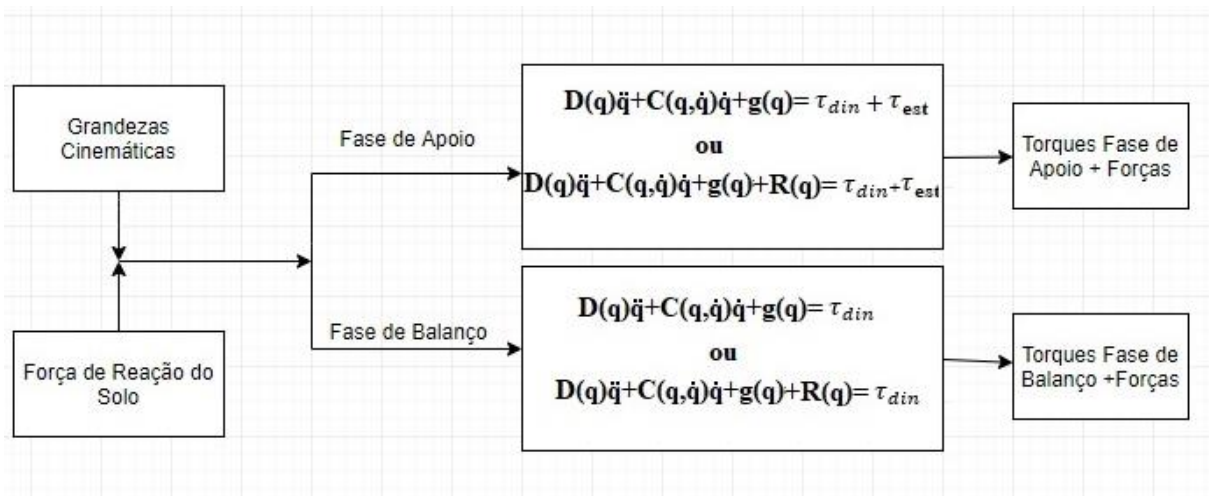 Grandezas
Cinemáticas
Força de Reação do
Solo
Fase de Apoio
D(q)q̈+C(q,q̇)q̇+g(q)= τ_din + τ_est
ou
D(q)q̈+C(q,q̇)q̇+g(q)+R(q)= τ_din+τ_est
Torques Fase de
Apoio + Forças
Fase de Balanço
D(q)q̈+C(q,q̇)q̇+g(q)= τ_din
ou
D(q)q̈+C(q,q̇)q̇+g(q)+R(q)= τ_din
Torques Fase de
Balanço +Forças